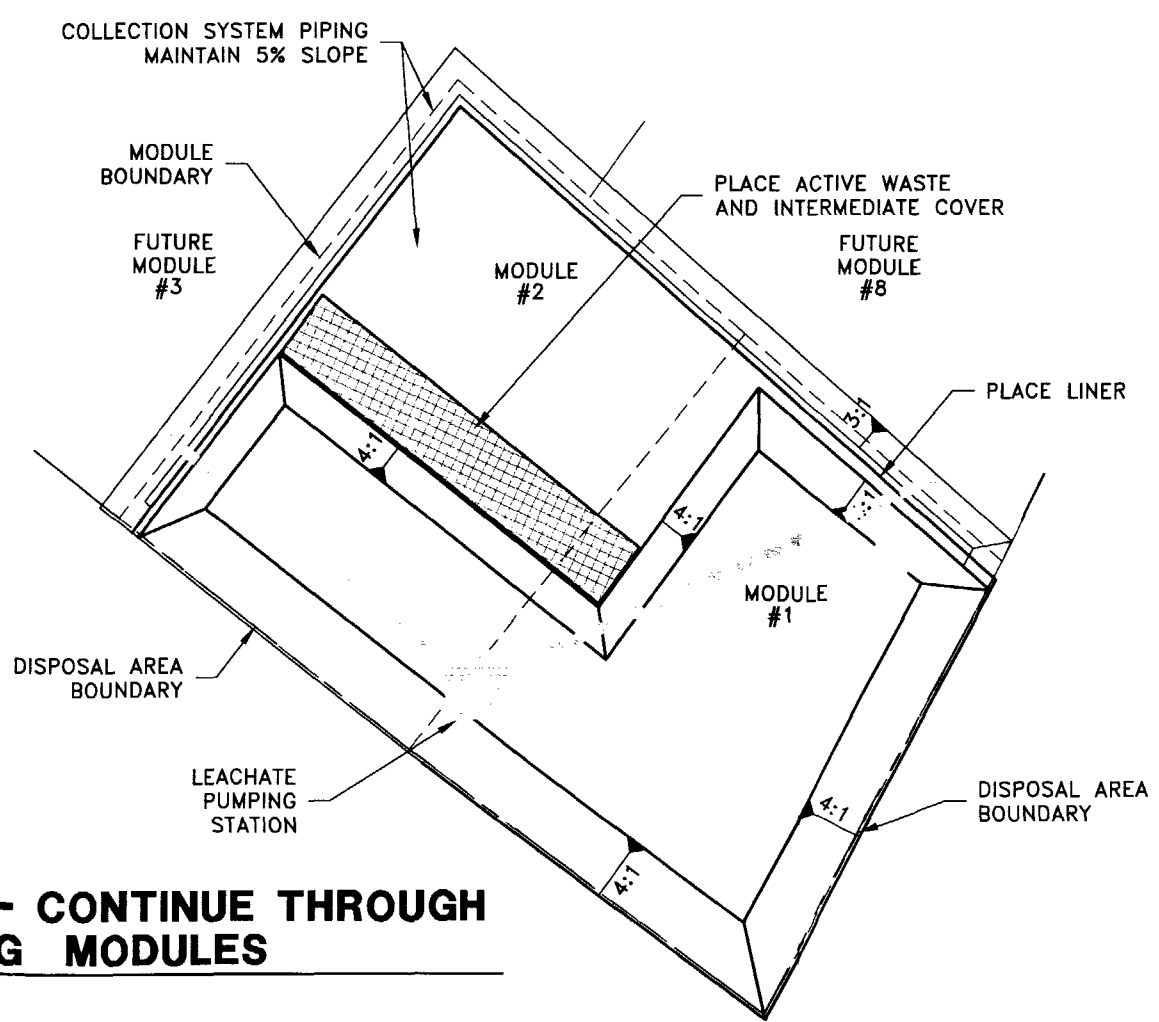 COLLECTION SYSTEM PIPING
MAINTAIN 5% SLOPE
MODULE
BOUNDARY
FUTURE
MODULE
#3
PLACE ACTIVE WASTE
AND INTERMEDIATE COVER
FUTURE
MODULE
#8
MODULE
#2
PLACE LINER
3:1
4:1
4:1
:1
MODULE
#1
DISPOSAL AREA
BOUNDARY
LEACHATE
PUMPING
STATION
4:1
4:1
DISPOSAL AREA
BOUNDARY
– CONTINUE THROUGH
G MODULES